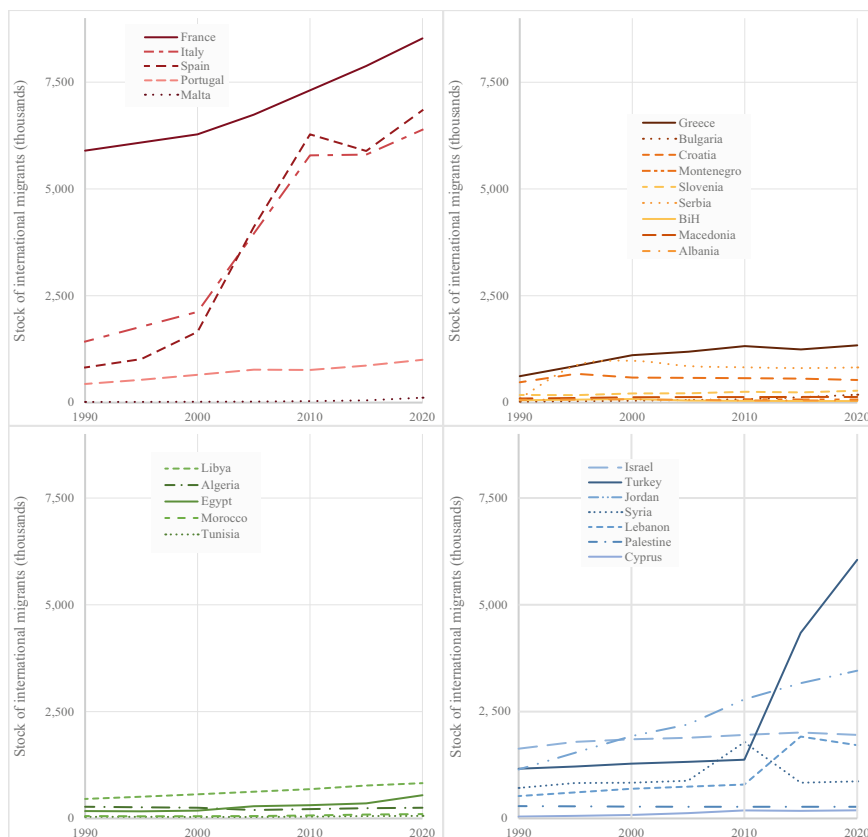 Stock of international migrants (thousands)
France
Italy
Spain
Portugal
Malta
7,500
5,000
2,500
0
1990
2000
2010
2020
Stock of international migrants (thousands)
Greece
Bulgaria
Croatia
Montenegro
Slovenia
Serbia
BiH
Macedonia
Albania
7,500
5,000
2,500
0
1990
2000
2010
2020
Stock of international migrants (thousands)
Libya
Algeria
Egypt
Morocco
Tunisia
7,500
5,000
2,500
0
1990
2000
2010
2020
Stock of international migrants (thousands)
Israel
Turkey
Jordan
Syria
Lebanon
Palestine
Cyprus
7,500
5,000
2,500
0
1990
2000
2010
2020